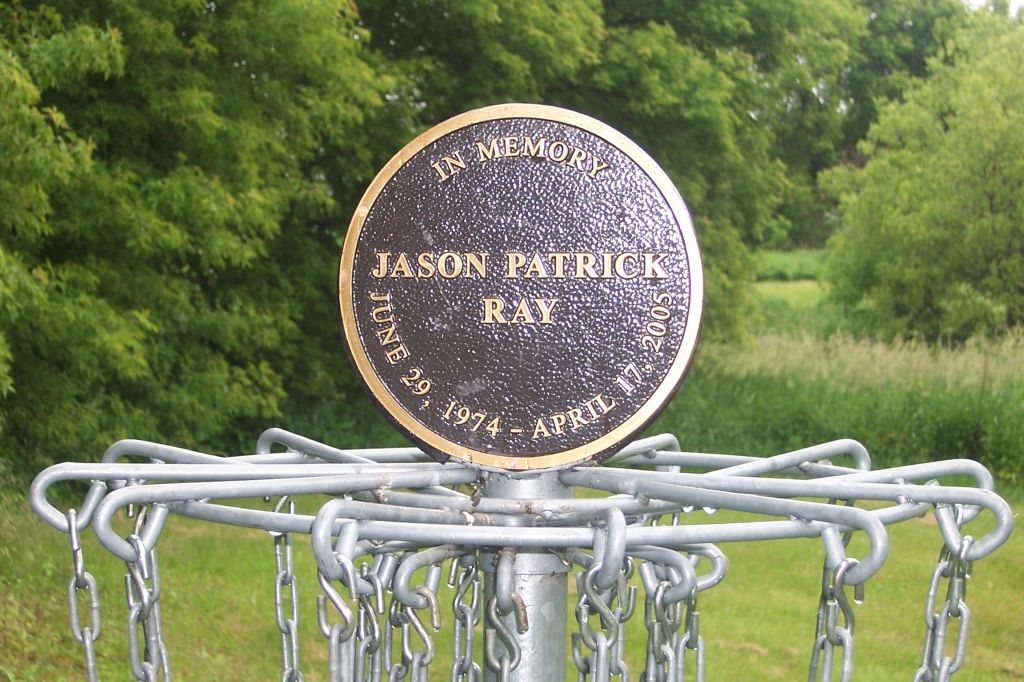 IN MEMORY
JASON PATRICK
RAY
JUNE 29, 1974 - APRIL 17, 2005